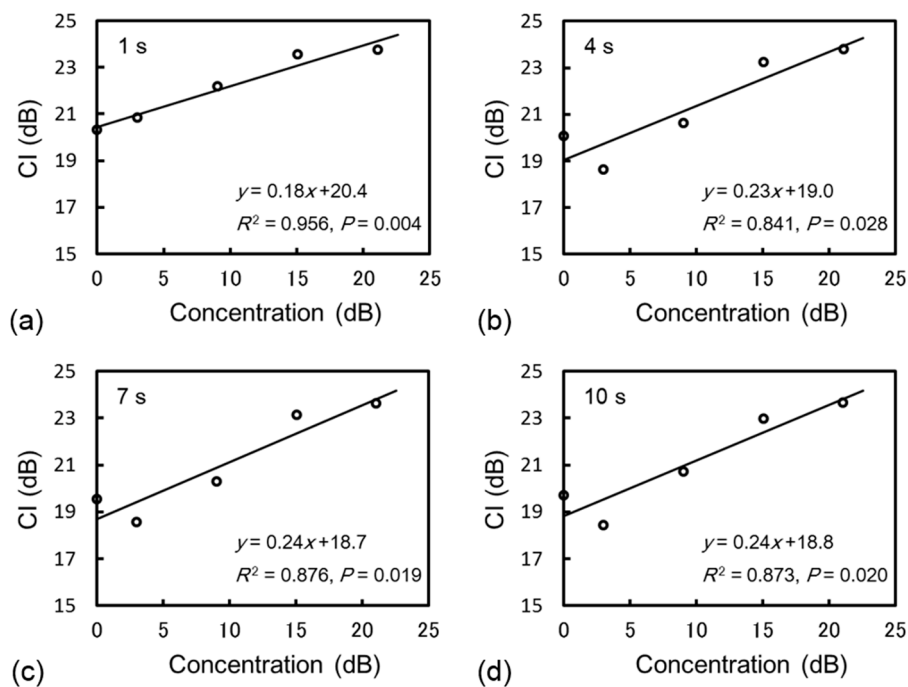 25
23
21
19
17
15
CI (dB)
1 s
y = 0.18x+20.4
R² = 0.956, P = 0.004
0 5 10 15 20 25
Concentration (dB)
(a)
25
23
21
19
17
15
CI (dB)
4 s
y = 0.23x+19.0
R² = 0.841, P = 0.028
0 5 10 15 20 25
Concentration (dB)
(b)
25
23
21
19
17
15
CI (dB)
7 s
y = 0.24x+18.7
R² = 0.876, P = 0.019
0 5 10 15 20 25
Concentration (dB)
(c)
25
23
21
19
17
15
CI (dB)
10 s
y = 0.24x+18.8
R² = 0.873, P = 0.020
0 5 10 15 20 25
Concentration (dB)
(d)